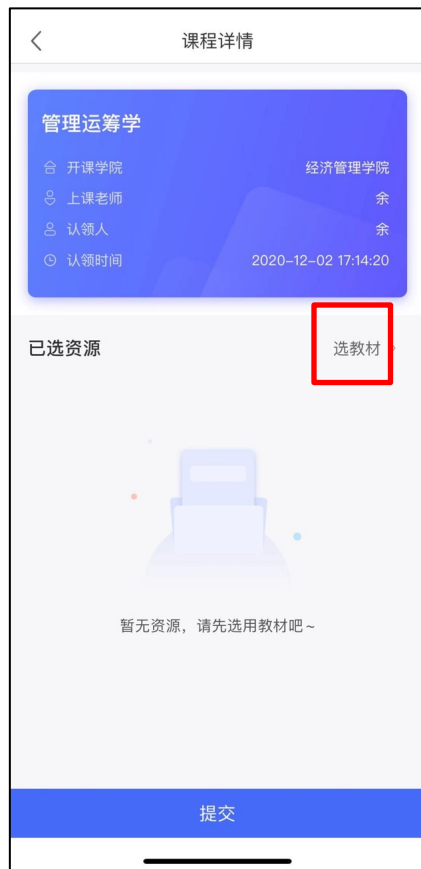 课程详情
管理运筹学
开课学院 经济管理学院
上课老师 余
认领人 余
认领时间 2020-12-02 17:14:20
已选资源 选教材
暂无资源，请先选用教材吧~
提交